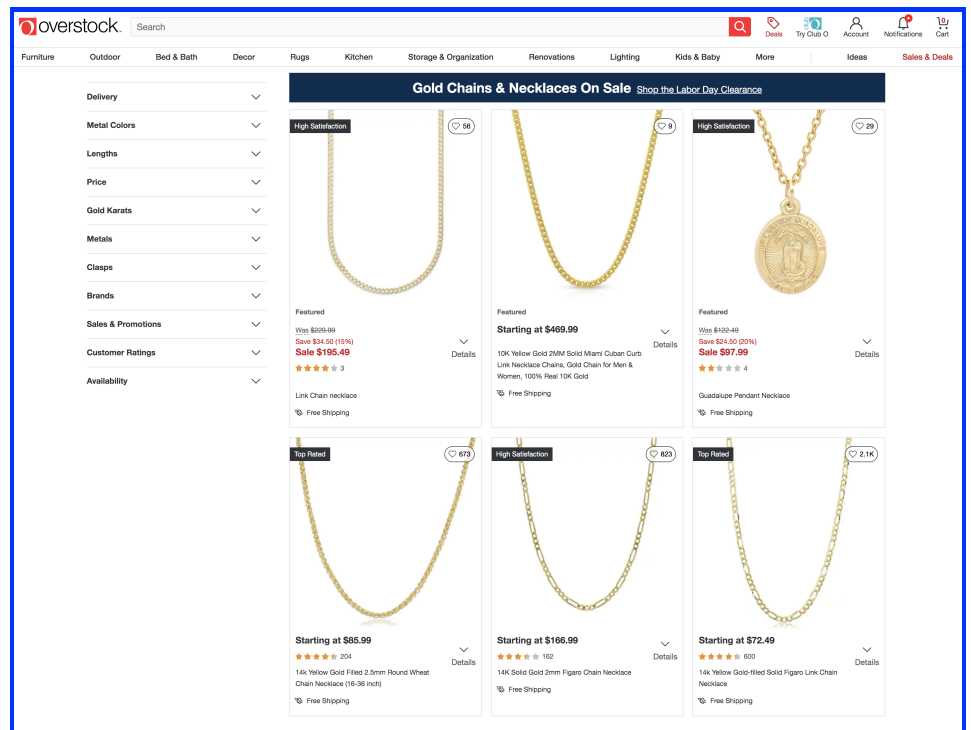 overstock.
Search
Deals
Try Club O
Account
Notifications
0
Cart
Furniture
Outdoor
Bed & Bath
Decor
Rugs
Kitchen
Storage & Organization
Renovations
Lighting
Kids & Baby
More
Ideas
Sales & Deals
Delivery
Metal Colors
Lengths
Price
Gold Karats
Metals
Clasps
Brands
Sales & Promotions
Customer Ratings
Availability
Gold Chains & Necklaces On Sale Shop the Labor Day Clearance
High Satisfaction
56
Featured
Was $229.99
Save $34.50 (15%)
Sale $195.49
Details
3
Link Chain necklace
Free Shipping
9
Featured
Starting at $469.99
Details
10K Yellow Gold 2MM Solid Miami Cuban Curb
Link Necklace Chains, Gold Chain for Men &
Women, 100% Real 10K Gold
Free Shipping
High Satisfaction
29
Featured
Was $122.49
Save $24.50 (20%)
Sale $97.99
Details
4
Guadalupe Pendant Necklace
Free Shipping
Top Rated
673
Starting at $85.99
204
Details
14k Yellow Gold Filled 2.5mm Round Wheat
Chain Necklace (16-36 inch)
Free Shipping
High Satisfaction
823
Starting at $166.99
162
Details
14K Solid Gold 2mm Figaro Chain Necklace
Free Shipping
Top Rated
2.1K
Starting at $72.49
600
Details
14k Yellow Gold-filled Solid Figaro Link Chain
Necklace
Free Shipping